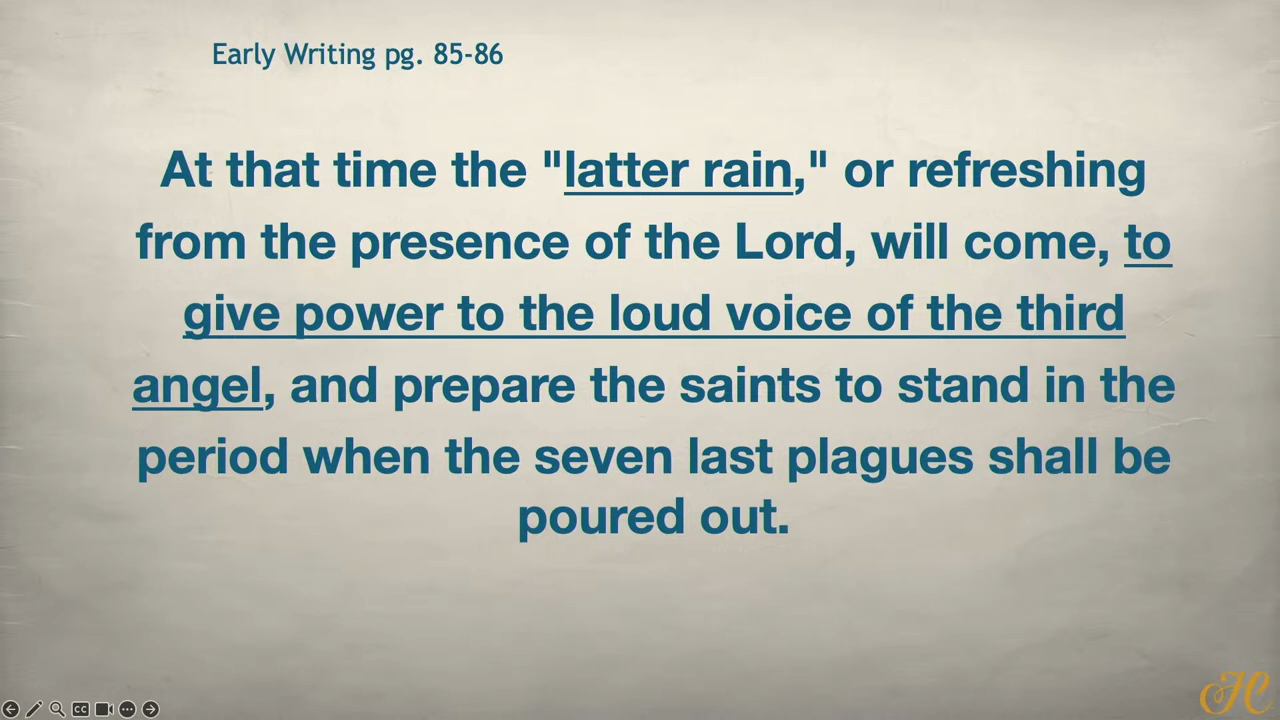 Early Writing pg. 85-86
At that time the "latter rain," or refreshing
from the presence of the Lord, will come, to
give power to the loud voice of the third
angel, and prepare the saints to stand in the
period when the seven last plagues shall be
poured out.
CC